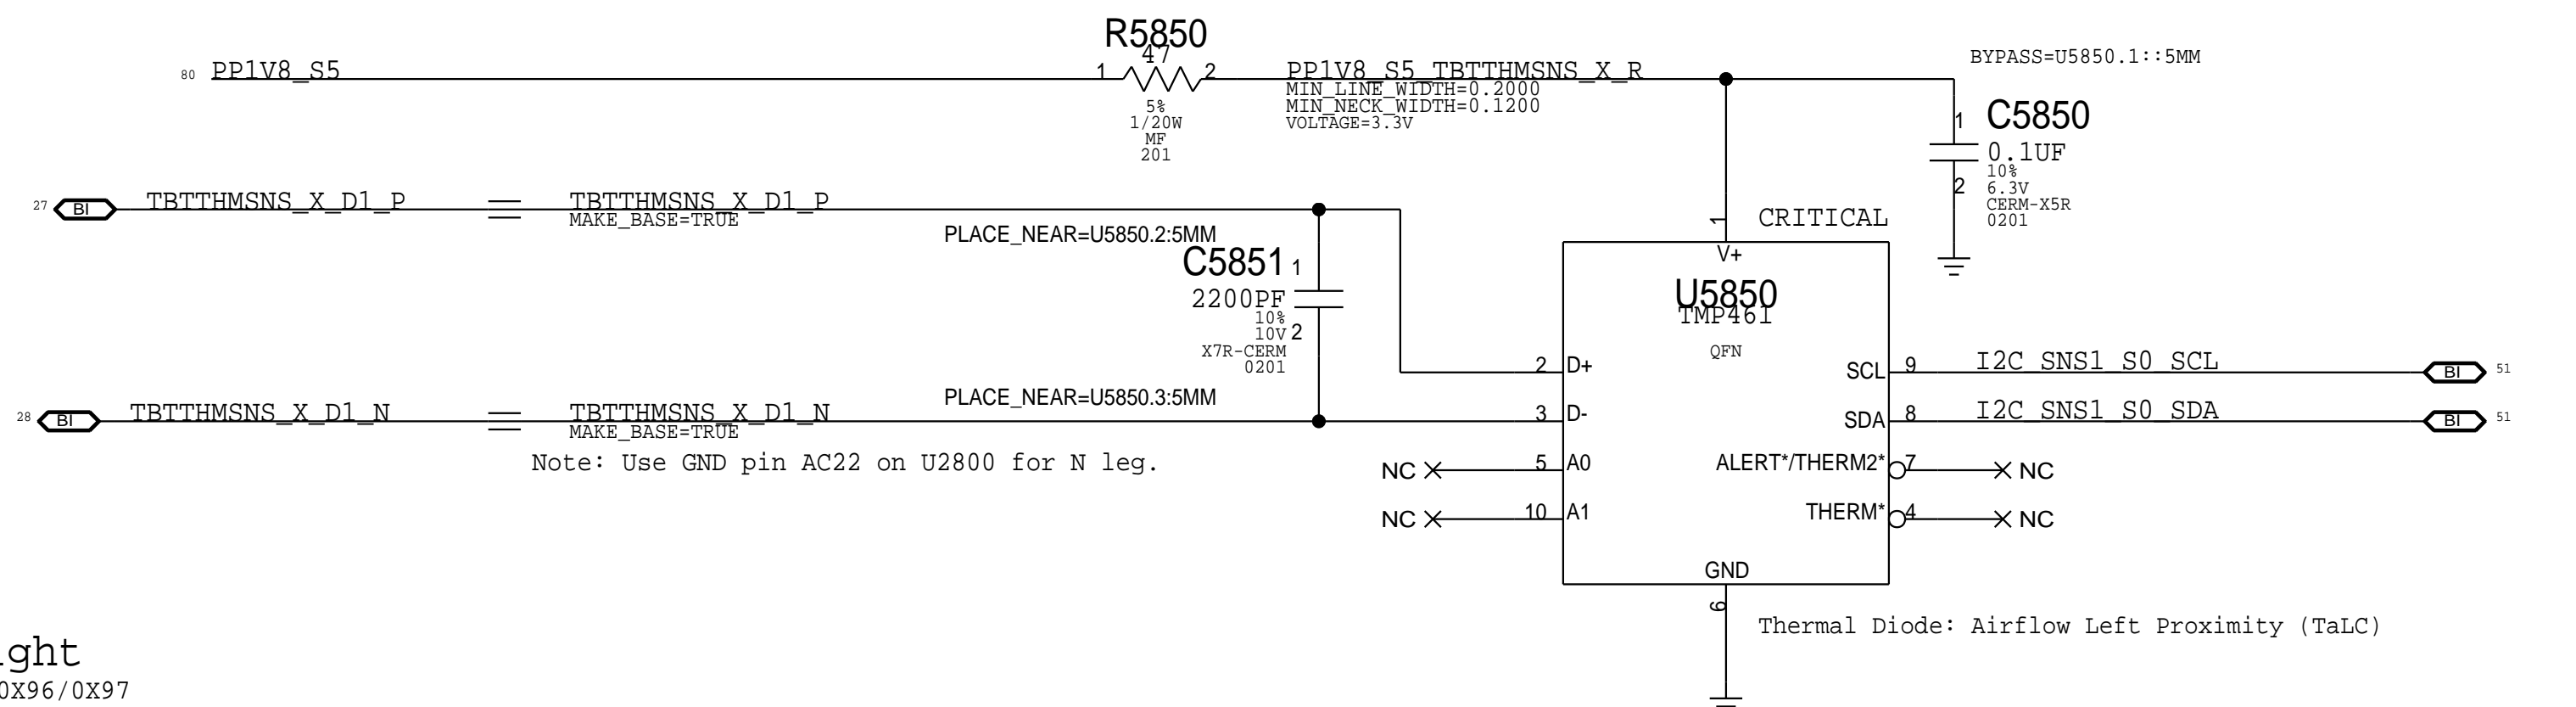 R5850
47
80 PP1V8_S5 1 2 PP1V8_S5_TBTTHMSNS_X_R BYPASS=U5850.1::5MM
MIN_LINE_WIDTH=0.2000
MIN_NECK_WIDTH=0.1200
VOLTAGE=3.3V
5%
1/20W
MF
201
1 C5850
0.1UF
10%
2 6.3V
CERM-X5R
0201
27 BI TBTTHMSNS_X_D1_P TBTTHMSNS_X_D1_P
MAKE_BASE=TRUE
PLACE_NEAR=U5850.2:5MM
C5851 1
2200PF
10%
10V 2
X7R-CERM
0201
1 CRITICAL
V+
U5850
TMP461
QFN
2 D+ SCL 9 I2C_SNS1_S0_SCL BI 51
PLACE_NEAR=U5850.3:5MM
28 BI TBTTHMSNS_X_D1_N TBTTHMSNS_X_D1_N 3 D- SDA 8 I2C_SNS1_S0_SDA BI 51
MAKE_BASE=TRUE
Note: Use GND pin AC22 on U2800 for N leg.
NC 5 A0 ALERT*/THERM2* 7 NC
NC 10 A1 THERM* 4 NC
GND
6
Thermal Diode: Airflow Left Proximity (TaLC)
ght
0X96/0X97